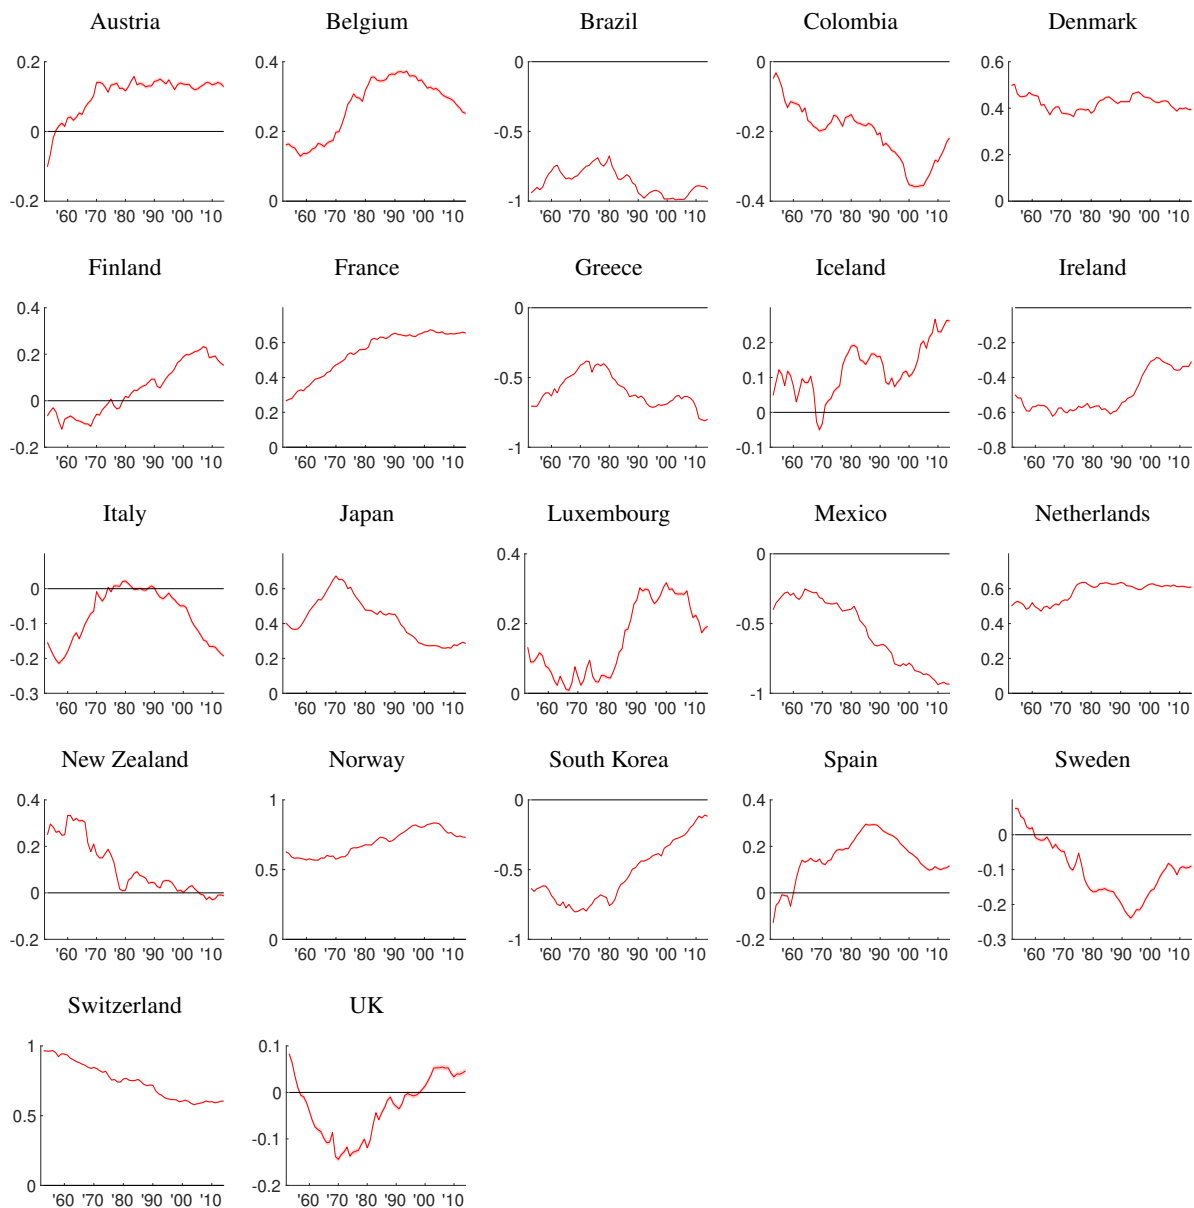 Austria Belgium Brazil Colombia Denmark
0.2 0.4 0 0 0.6
0 0.2 -0.5 -0.2 0.4
0.2
-0.2 0 -1 -0.4 0
'60 '70 '80 '90 '00 '10 '60 '70 '80 '90 '00 '10 '60 '70 '80 '90 '00 '10 '60 '70 '80 '90 '00 '10 '60 '70 '80 '90 '00 '10
Finland France Greece Iceland Ireland
0.4 0 0
0.2 0.6 0.2 -0.2
0.4 -0.5 0.1 -0.4
0 0.2 0 -0.6
-0.2 0 -1 -0.1 -0.8
'60 '70 '80 '90 '00 '10 '60 '70 '80 '90 '00 '10 '60 '70 '80 '90 '00 '10 '60 '70 '80 '90 '00 '10 '60 '70 '80 '90 '00 '10
Italy Japan Luxembourg Mexico Netherlands
0.4 0
0 0.6 0.3 0.6
-0.1 0.4 0.2 -0.5 0.4
-0.2 0.2 0.1 0.2
-0.3 0 0 -1 0
'60 '70 '80 '90 '00 '10 '60 '70 '80 '90 '00 '10 '60 '70 '80 '90 '00 '10 '60 '70 '80 '90 '00 '10 '60 '70 '80 '90 '00 '10
New Zealand Norway South Korea Spain Sweden
0.4 1 0 0.4
0
0.2 0.5 -0.5 0.2 -0.1
0 0 -0.2
-0.2 0 -1 -0.2 -0.3
'60 '70 '80 '90 '00 '10 '60 '70 '80 '90 '00 '10 '60 '70 '80 '90 '00 '10 '60 '70 '80 '90 '00 '10 '60 '70 '80 '90 '00 '10
Switzerland UK
1 0.1
0
0.5
-0.1
0 -0.2
'60 '70 '80 '90 '00 '10 '60 '70 '80 '90 '00 '10